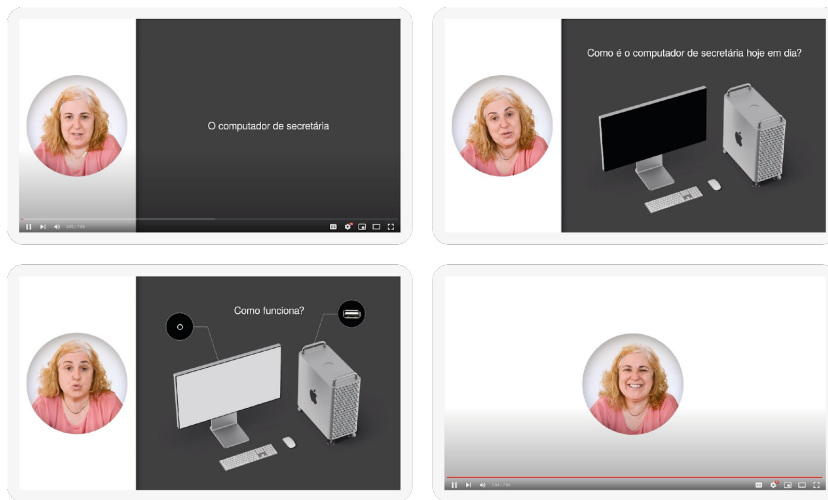 O computador de secretária
Como é o computador de secretária hoje em dia?
Como funciona?